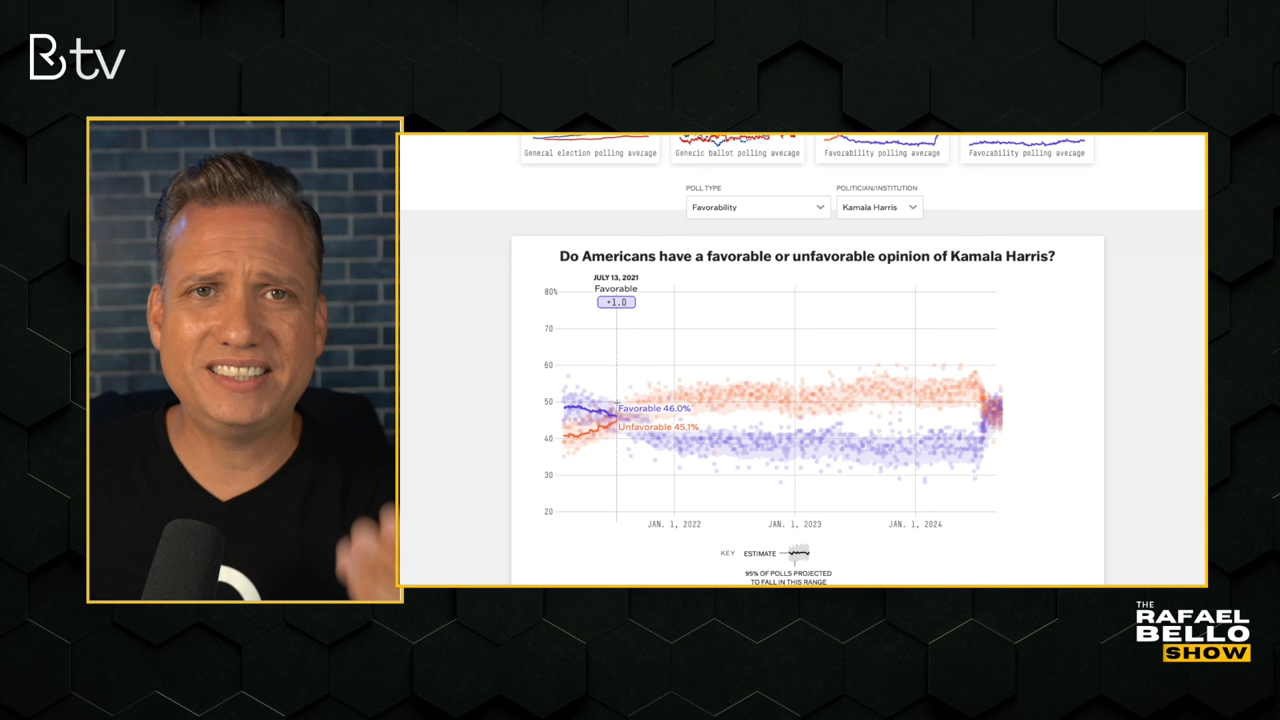 Btv
General election polling average
Generic ballot polling average
Favorability polling average
Favorability polling average
POLL TYPE
POLITICIAN/INSTITUTION
Favorability
Kamala Harris
Do Americans have a favorable or unfavorable opinion of Kamala Harris?
JULY 13, 2021
Favorable
+1.0
80%
70
60
50
Favorable 46.0%
Unfavorable 45.1%
40
30
20
JAN. 1, 2022
JAN. 1, 2023
JAN. 1, 2024
KEY
ESTIMATE
95% OF POLLS PROJECTED
TO FALL IN THIS RANGE
THE
RAFAEL
BELLO
SHOW